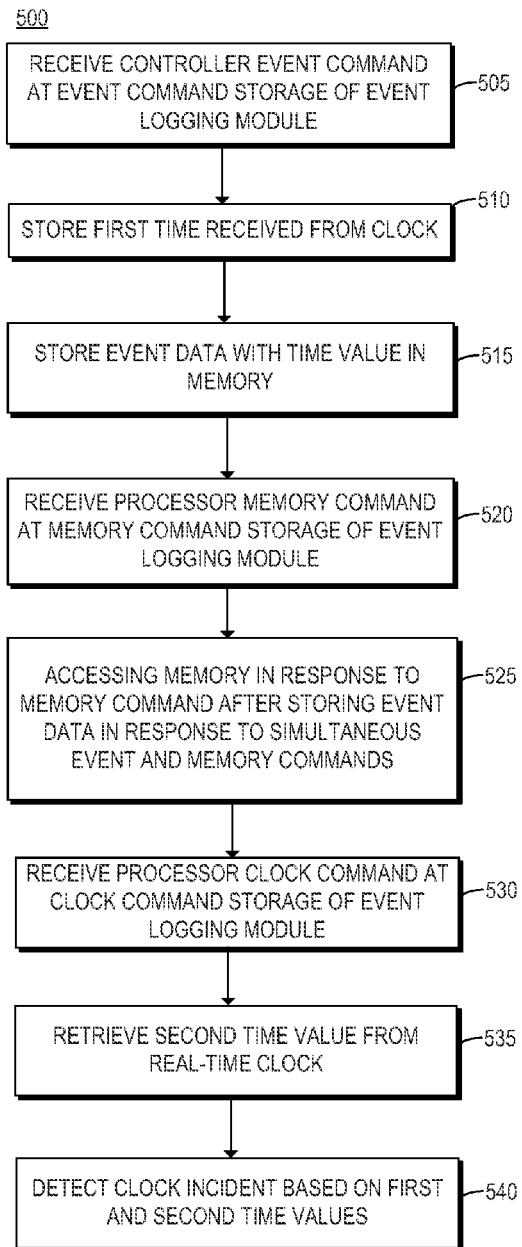 500
RECEIVE CONTROLLER EVENT COMMAND
AT EVENT COMMAND STORAGE OF EVENT
LOGGING MODULE
505
STORE FIRST TIME RECEIVED FROM CLOCK
510
STORE EVENT DATA WITH TIME VALUE IN
MEMORY
515
RECEIVE PROCESSOR MEMORY COMMAND
AT MEMORY COMMAND STORAGE OF EVENT
LOGGING MODULE
520
ACCESSING MEMORY IN RESPONSE TO
MEMORY COMMAND AFTER STORING EVENT
DATA IN RESPONSE TO SIMULTANEOUS
EVENT AND MEMORY COMMANDS
525
RECEIVE PROCESSOR CLOCK COMMAND AT
CLOCK COMMAND STORAGE OF EVENT
LOGGING MODULE
530
RETRIEVE SECOND TIME VALUE FROM
REAL-TIME CLOCK
535
DETECT CLOCK INCIDENT BASED ON FIRST
AND SECOND TIME VALUES
540